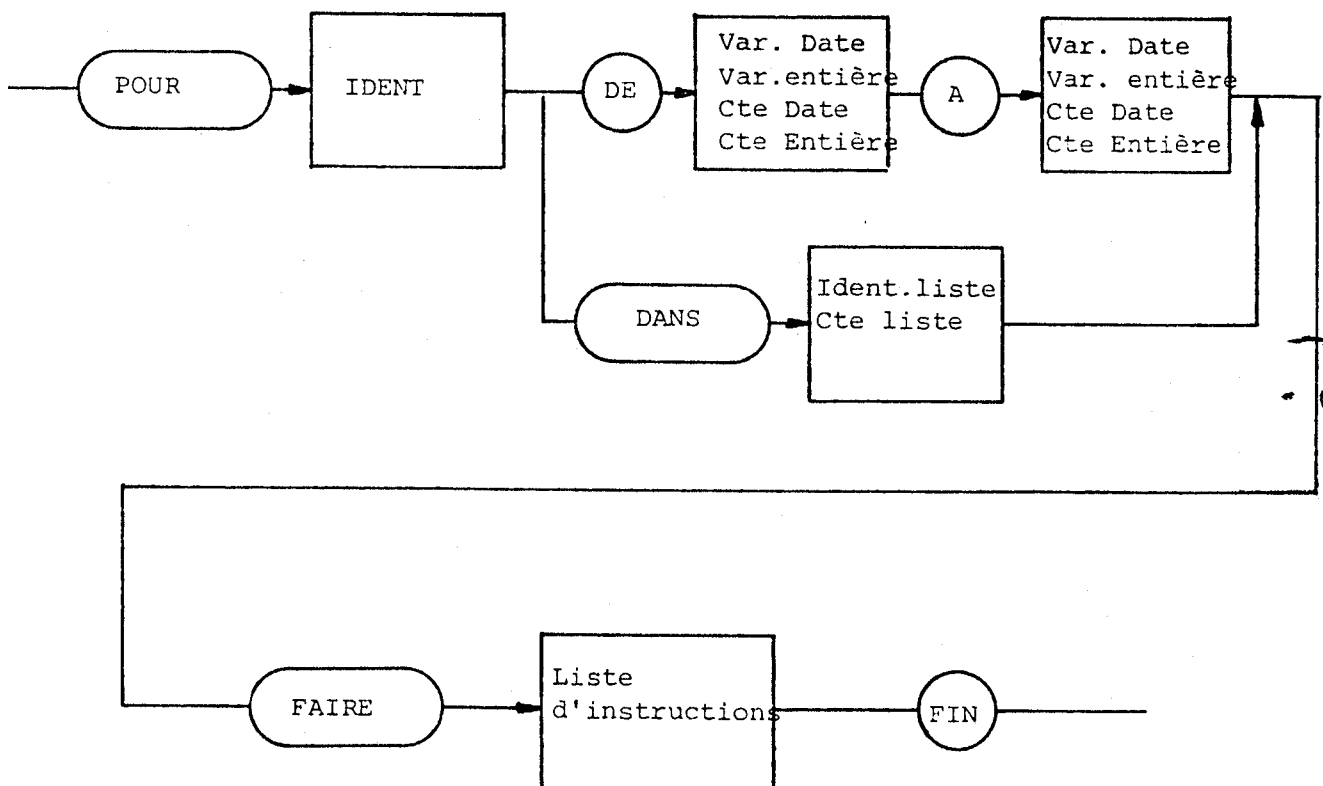 POUR
IDENT
DE
Var. Date
Var.entière
Cte Date
Cte Entière
A
Var. Date
Var. entière
Cte Date
Cte Entière
DANS
Ident.liste
Cte liste
FAIRE
Liste
d'instructions
FIN